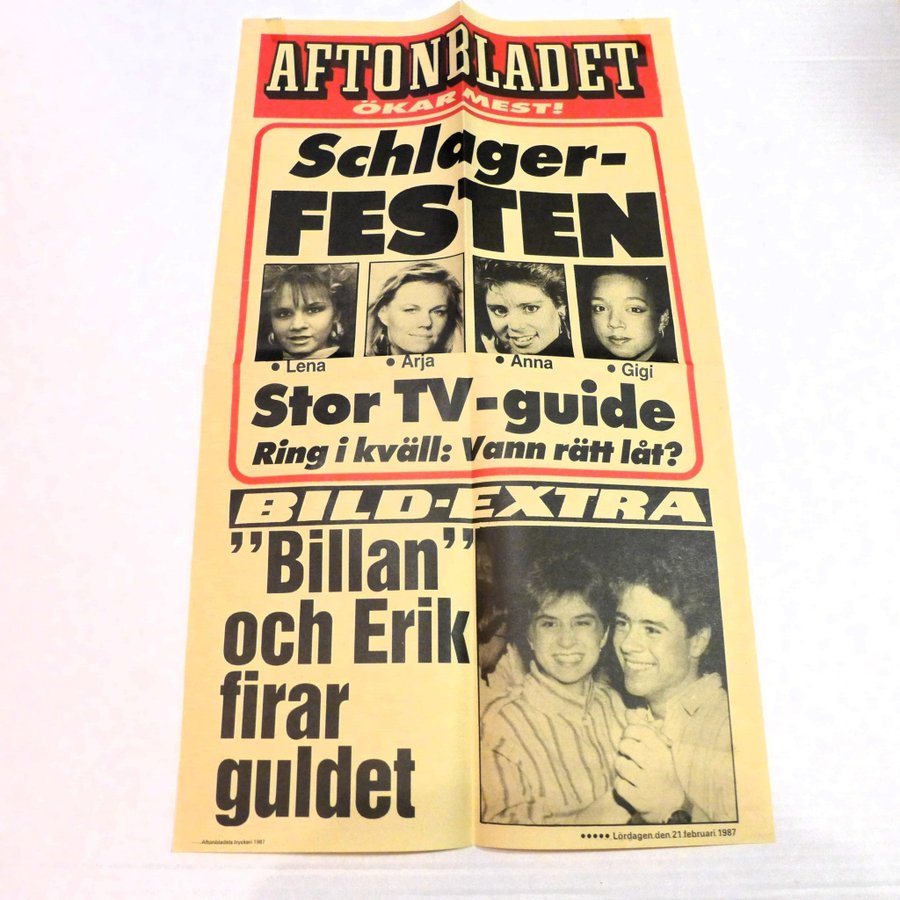 AFTONBLADET
ÖKAR MEST!
Schlager-
FESTEN
• Lena
• Arja
• Anna
• Gigi
Stor TV-guide
Ring i kväll: Vann rätt låt?
BILD-EXTRA
”Billan”
och Erik
firar
guldet
••••• Lördagen den 21 februari 1987
Aftonbladets tryckeri 1987